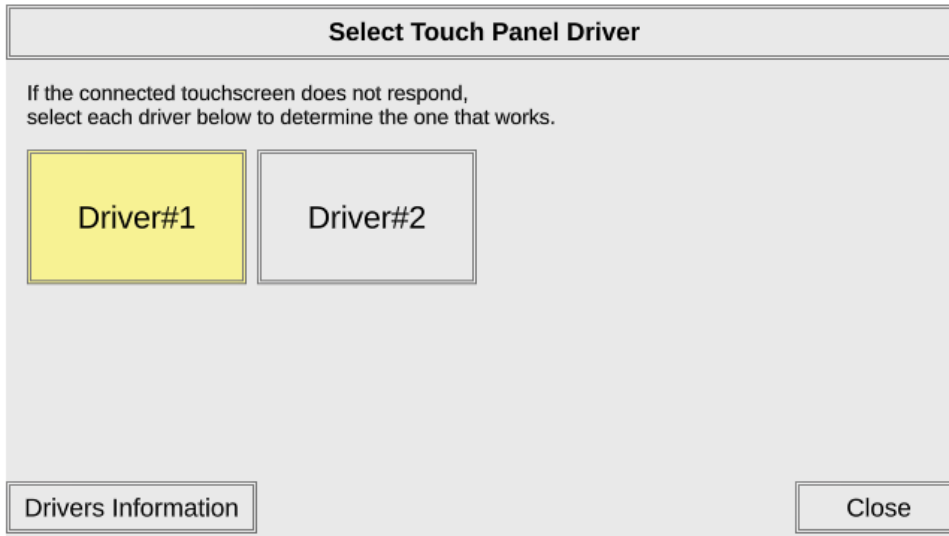 Select Touch Panel Driver
If the connected touchscreen does not respond,
select each driver below to determine the one that works.
Driver#1
Driver#2
Drivers Information
Close